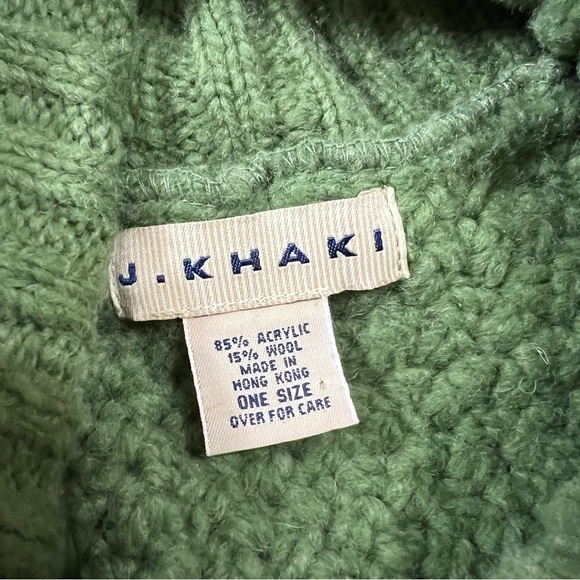 J. KHAKI
85% ACRYLIC
15% WOOL
MADE IN
HONG KONG
ONE SIZE
OVER FOR CARE